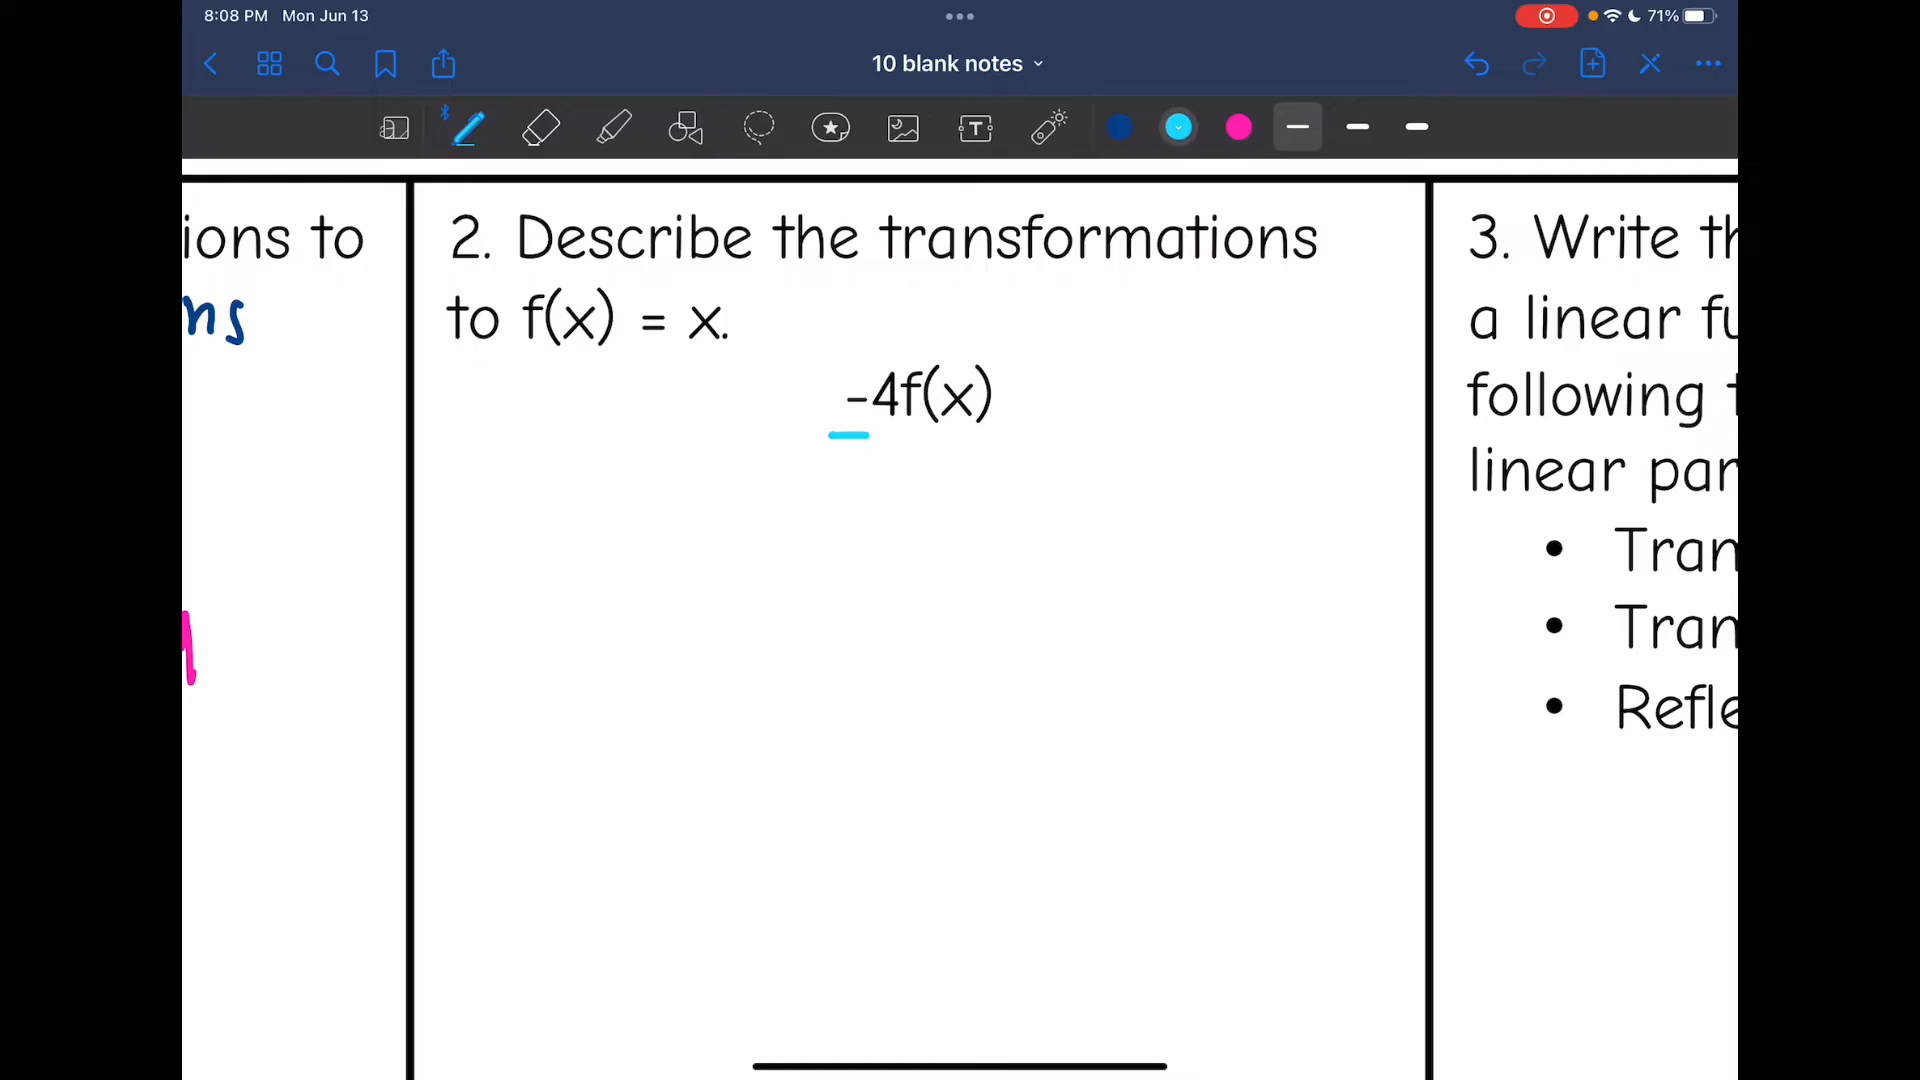 8:08 PM Mon Jun 13
71%
10 blank notes
T
ions to
ns
2. Describe the transformations
to f(x) = x.
-4f(x)
3. Write th
a linear fu
following
linear par
• Tran
• Tran
• Refle